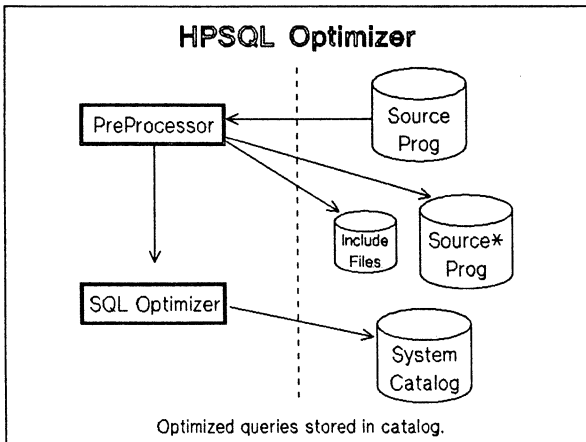 HPSQL Optimizer
PreProcessor
Source
Prog
Include
Files
Source*
Prog
SQL Optimizer
System
Catalog
Optimized queries stored in catalog.